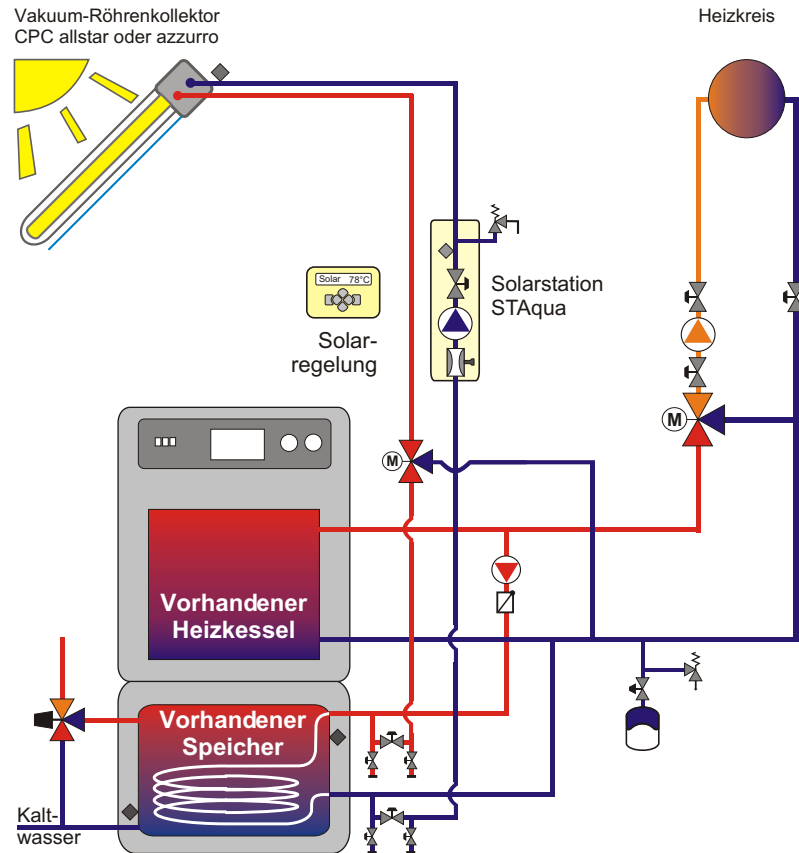 Vakuum-Röhrenkollektor
CPC allstar oder azzurro
Heizkreis
Solar 78°C
Solar-
regelung
Solarstation
STAqua
M
M
Vorhandener
Heizkessel
Vorhandener
Speicher
Kalt-
wasser